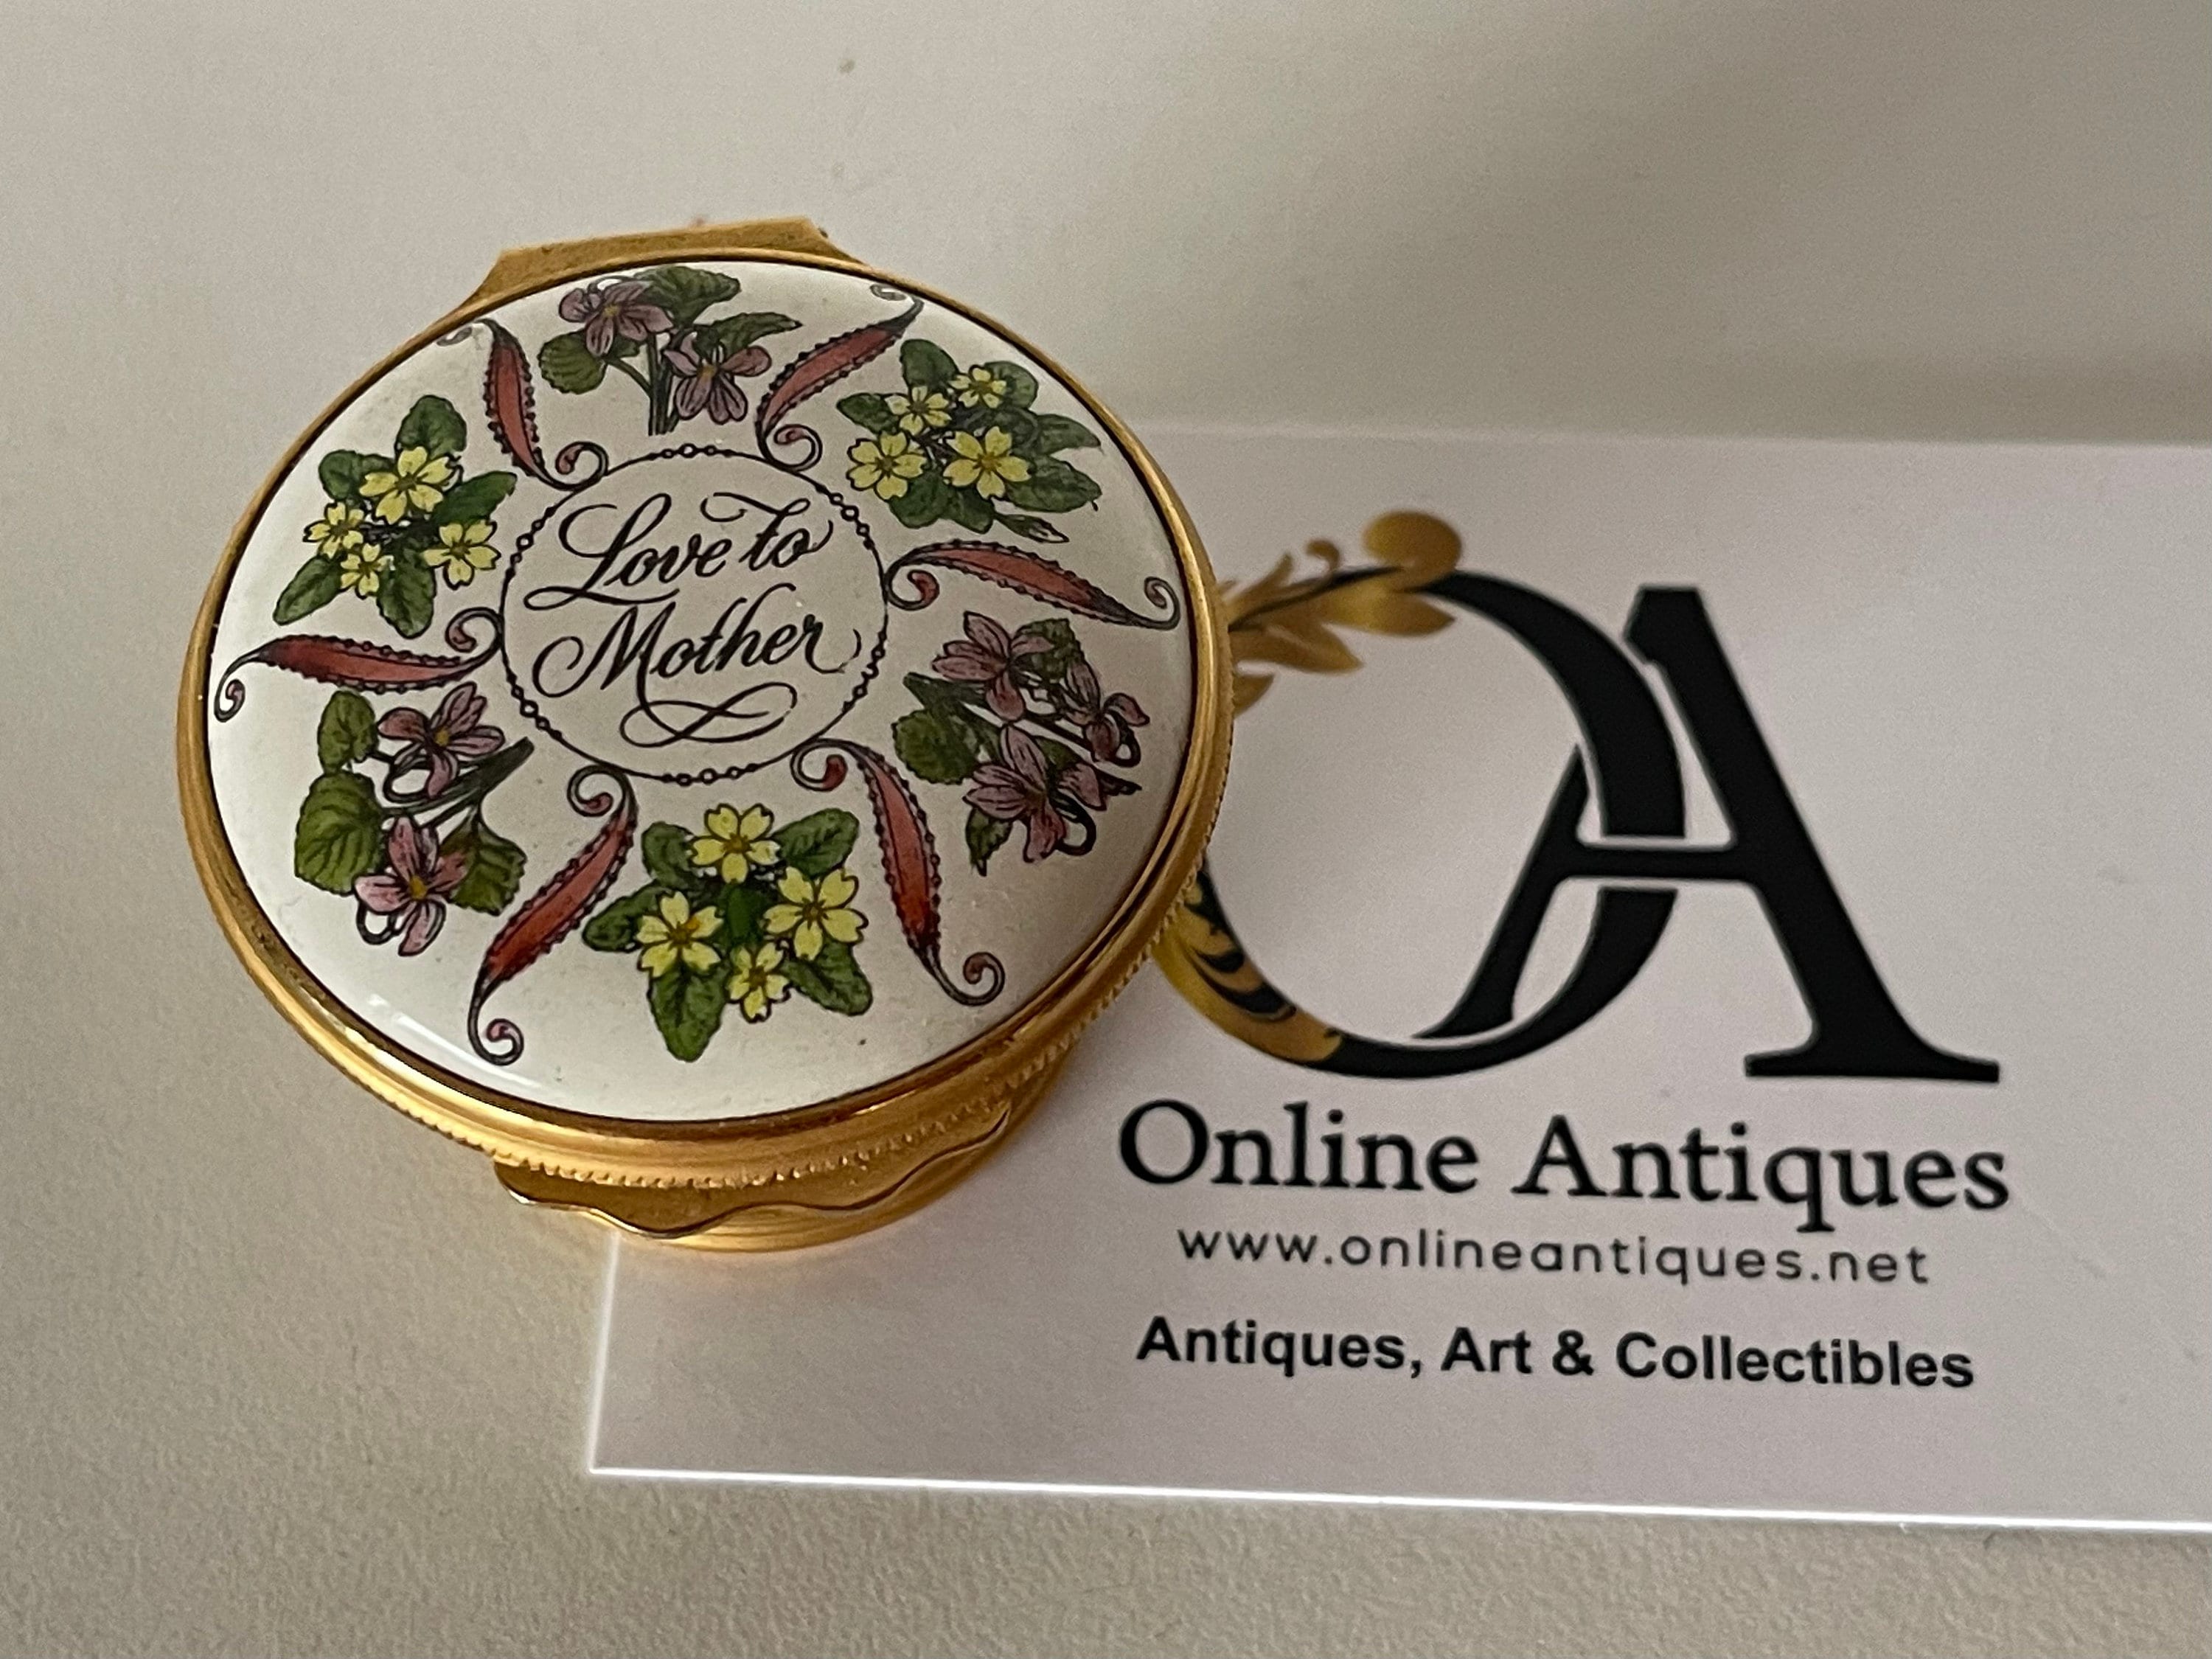 Love to
Mother
OA
Online Antiques
www.onlineantiques.net
Antiques, Art & Collectibles